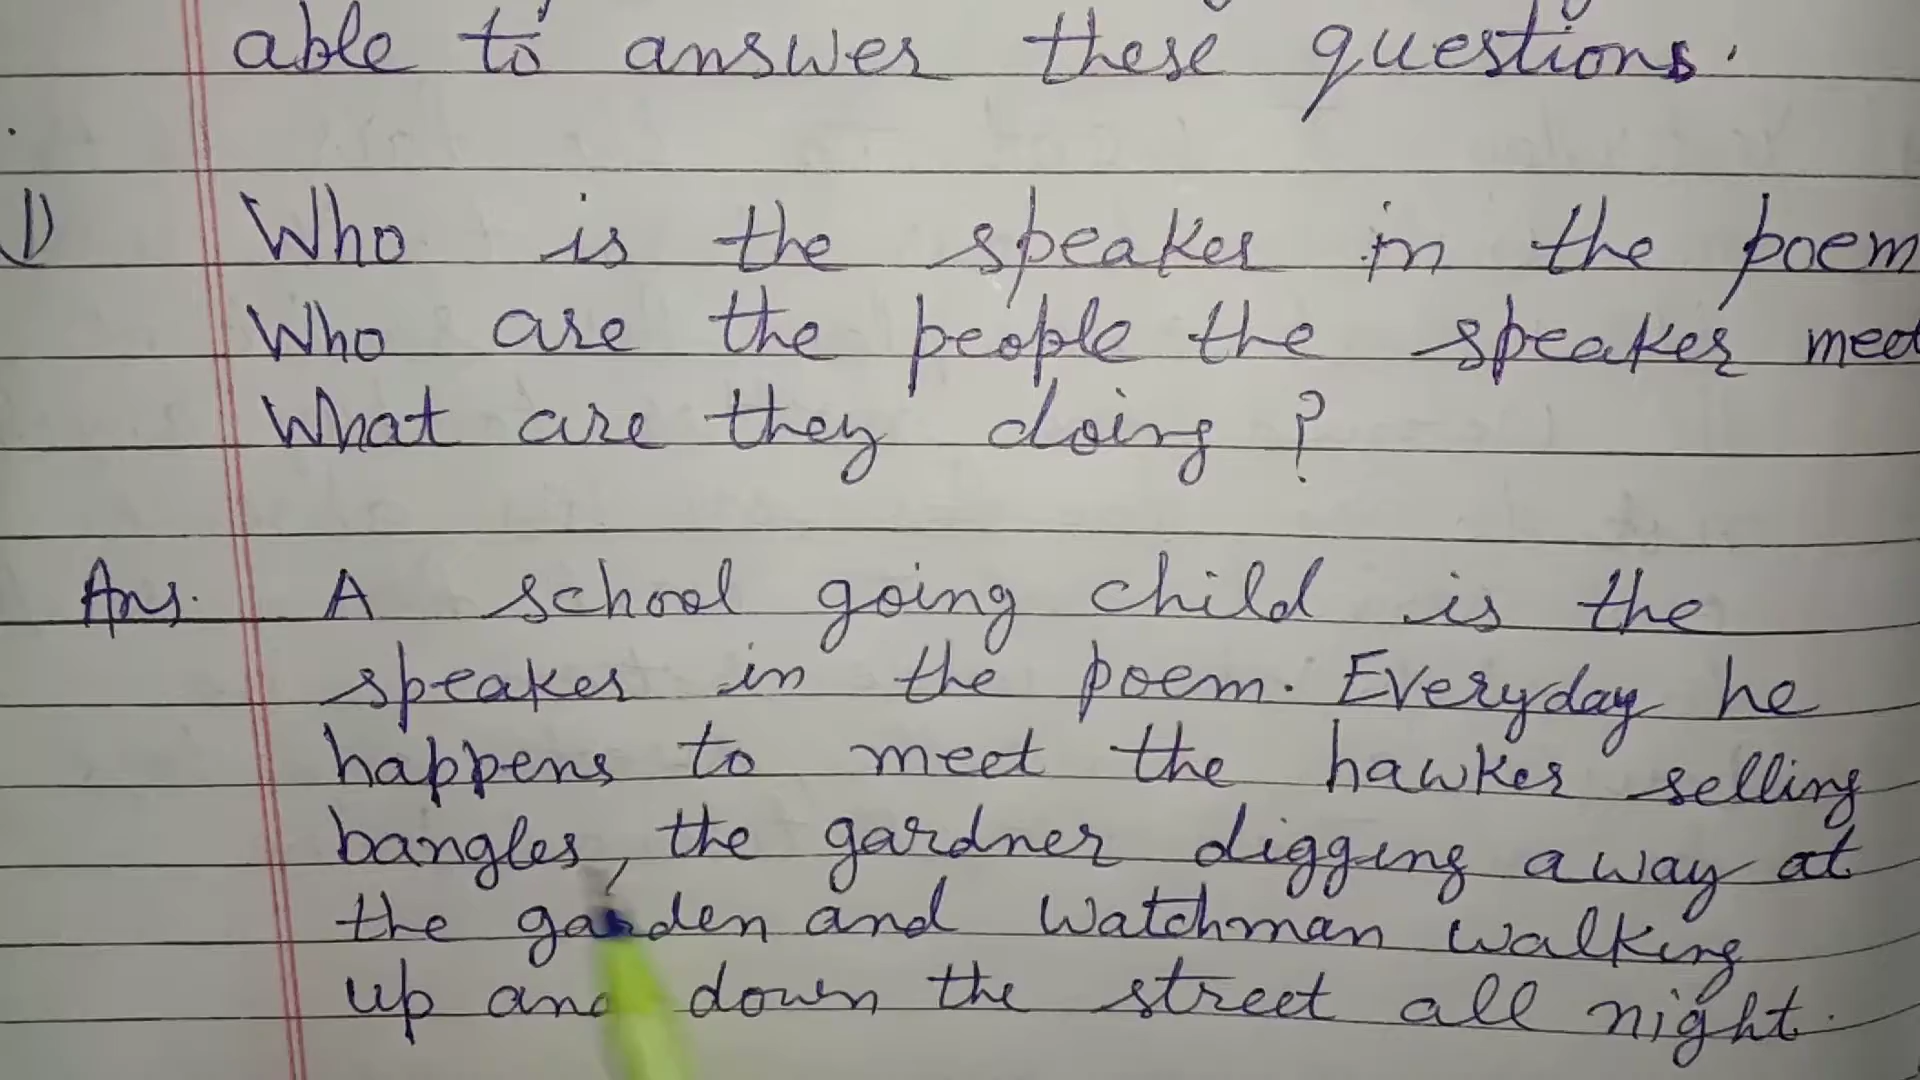 able to answer these questions.
1) Who is the speaker in the poem
Who are the people the speaker meet
What are they doing?
Ans. A school going child is the
speaker in the poem. Everyday he
happens to meet the hawker selling
bangles, the gardner digging away at
the garden and Watchman walking
up and down the street all night.